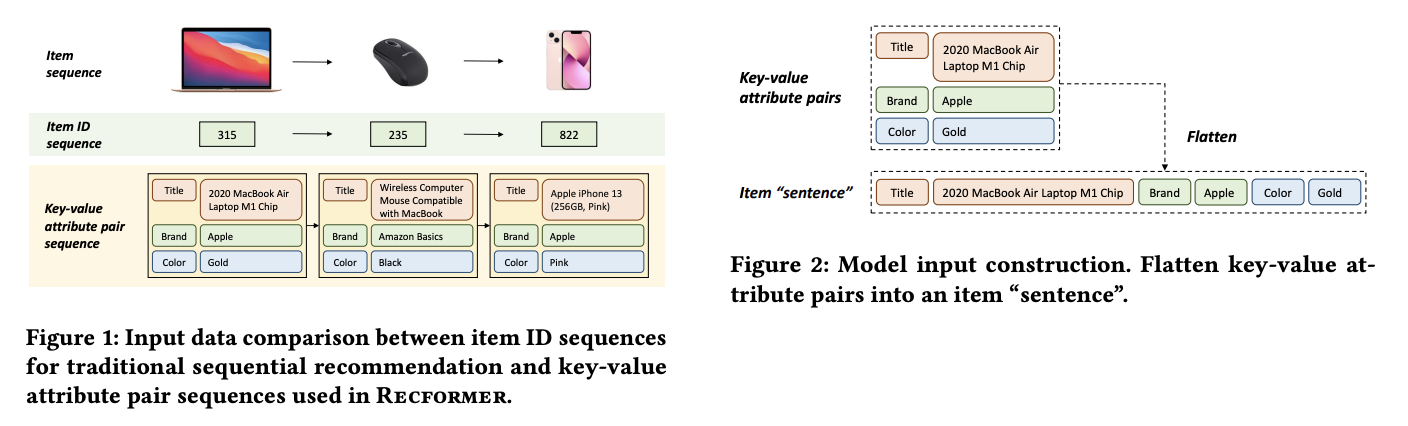 Item
sequence
Item ID
sequence
315
235
822
Key-value
attribute pair
sequence
Title
2020 MacBook Air
Laptop M1 Chip
Brand
Apple
Color
Gold
Title
Wireless Computer
Mouse Compatible
with MacBook
Brand
Amazon Basics
Color
Black
Title
Apple iPhone 13
(256GB, Pink)
Brand
Apple
Color
Pink
Figure 1: Input data comparison between item ID sequences
for traditional sequential recommendation and key-value
attribute pair sequences used in RECFORMER.
Key-value
attribute pairs
Title
2020 MacBook Air
Laptop M1 Chip
Brand
Apple
Color
Gold
Flatten
Item “sentence”
Title
2020 MacBook Air Laptop M1 Chip
Brand
Apple
Color
Gold
Figure 2: Model input construction. Flatten key-value at-
tribute pairs into an item “sentence”.